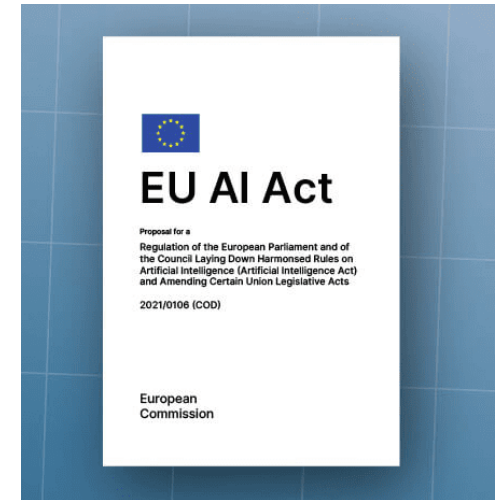 EU AI Act
Proposal for a
Regulation of the European Parliament and of
the Council Laying Down Harmonsed Rules on
Artificial Intelligence (Artificial Intelligence Act)
and Amending Certain Union Legislative Acts
2021/0106 (COD)
European
Commission